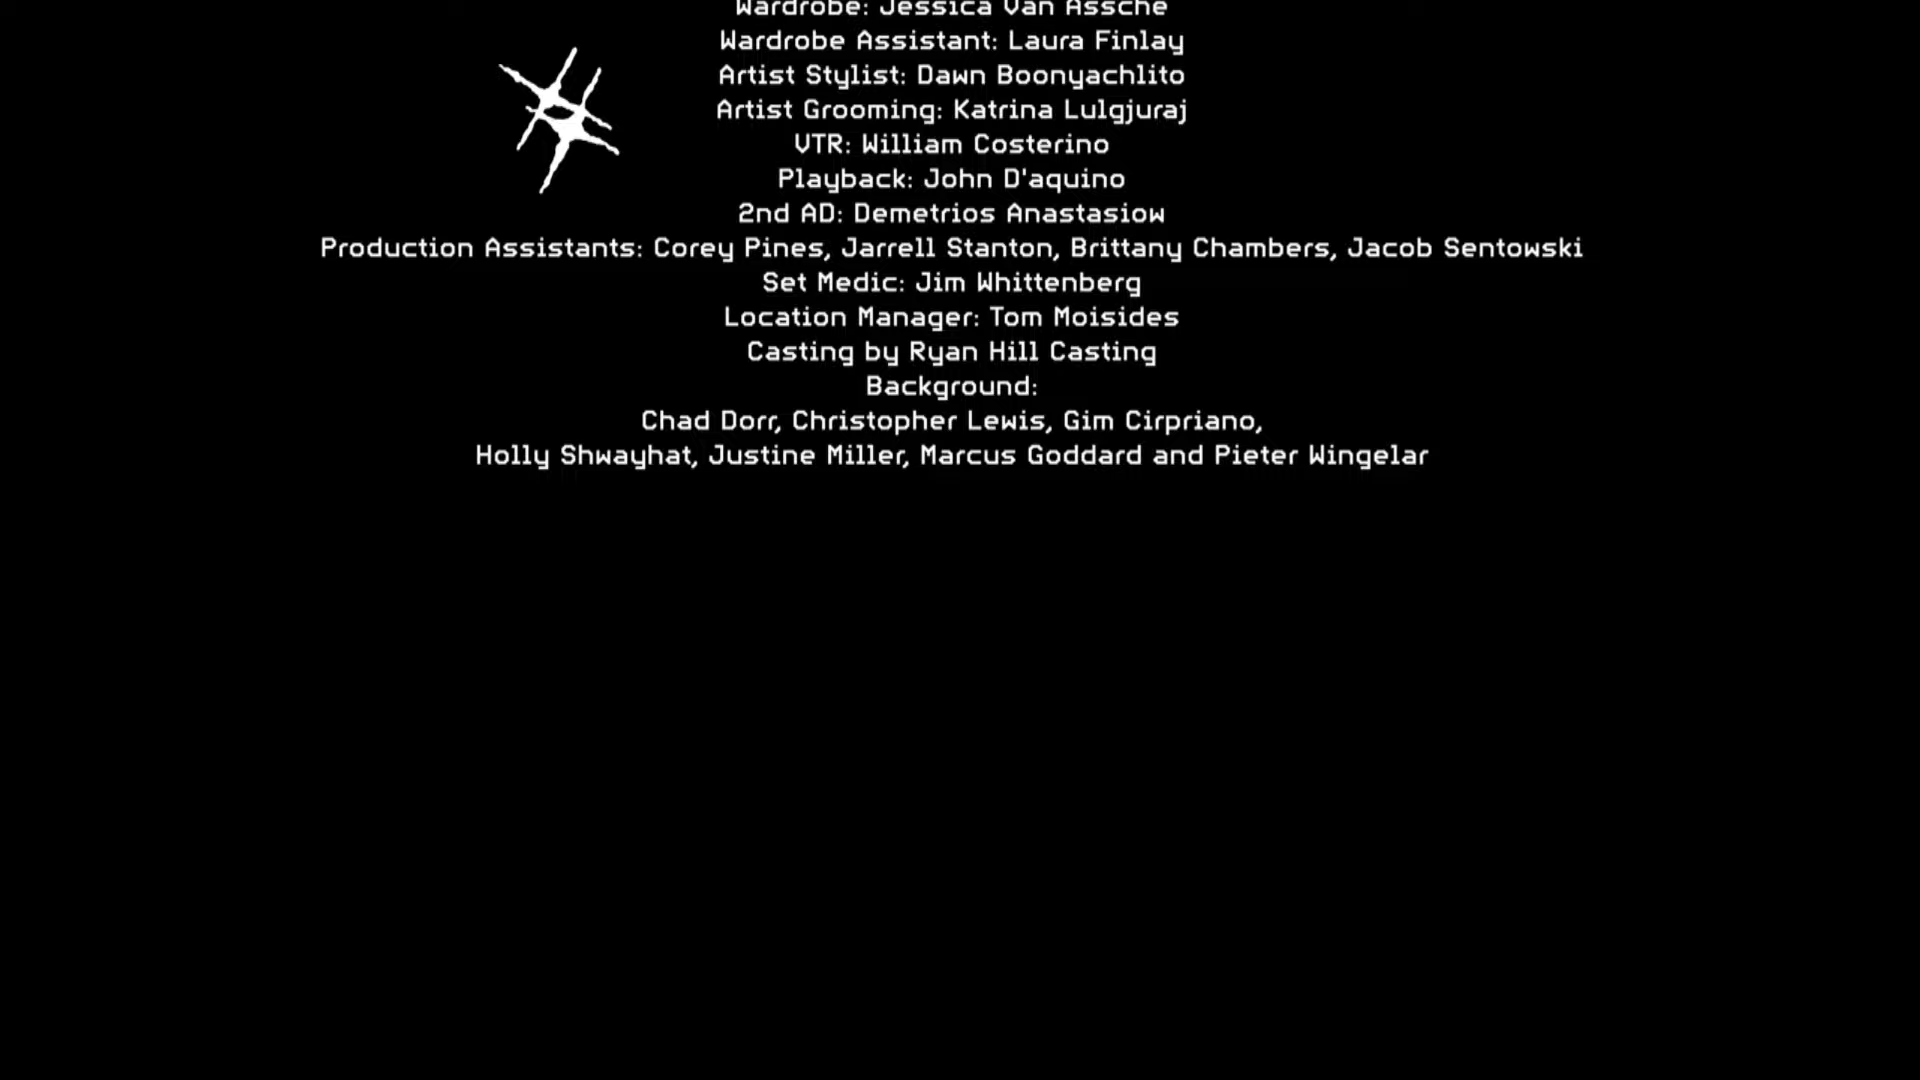 Wardrobe: Jessica Van Assche
Wardrobe Assistant: Laura Finlay
Artist Stylist: Dawn Boonyachlito
Artist Grooming: Katrina Lulgjuraj
VTR: William Costerino
Playback: John D'aquino
2nd AD: Demetrios Anastasiow
Production Assistants: Corey Pines, Jarrell Stanton, Brittany Chambers, Jacob Sentowski
Set Medic: Jim Whittenberg
Location Manager: Tom Moisides
Casting by Ryan Hill Casting
Background:
Chad Dorr, Christopher Lewis, Gim Cirpriano,
Holly Shwayhat, Justine Miller, Marcus Goddard and Pieter Wingelar